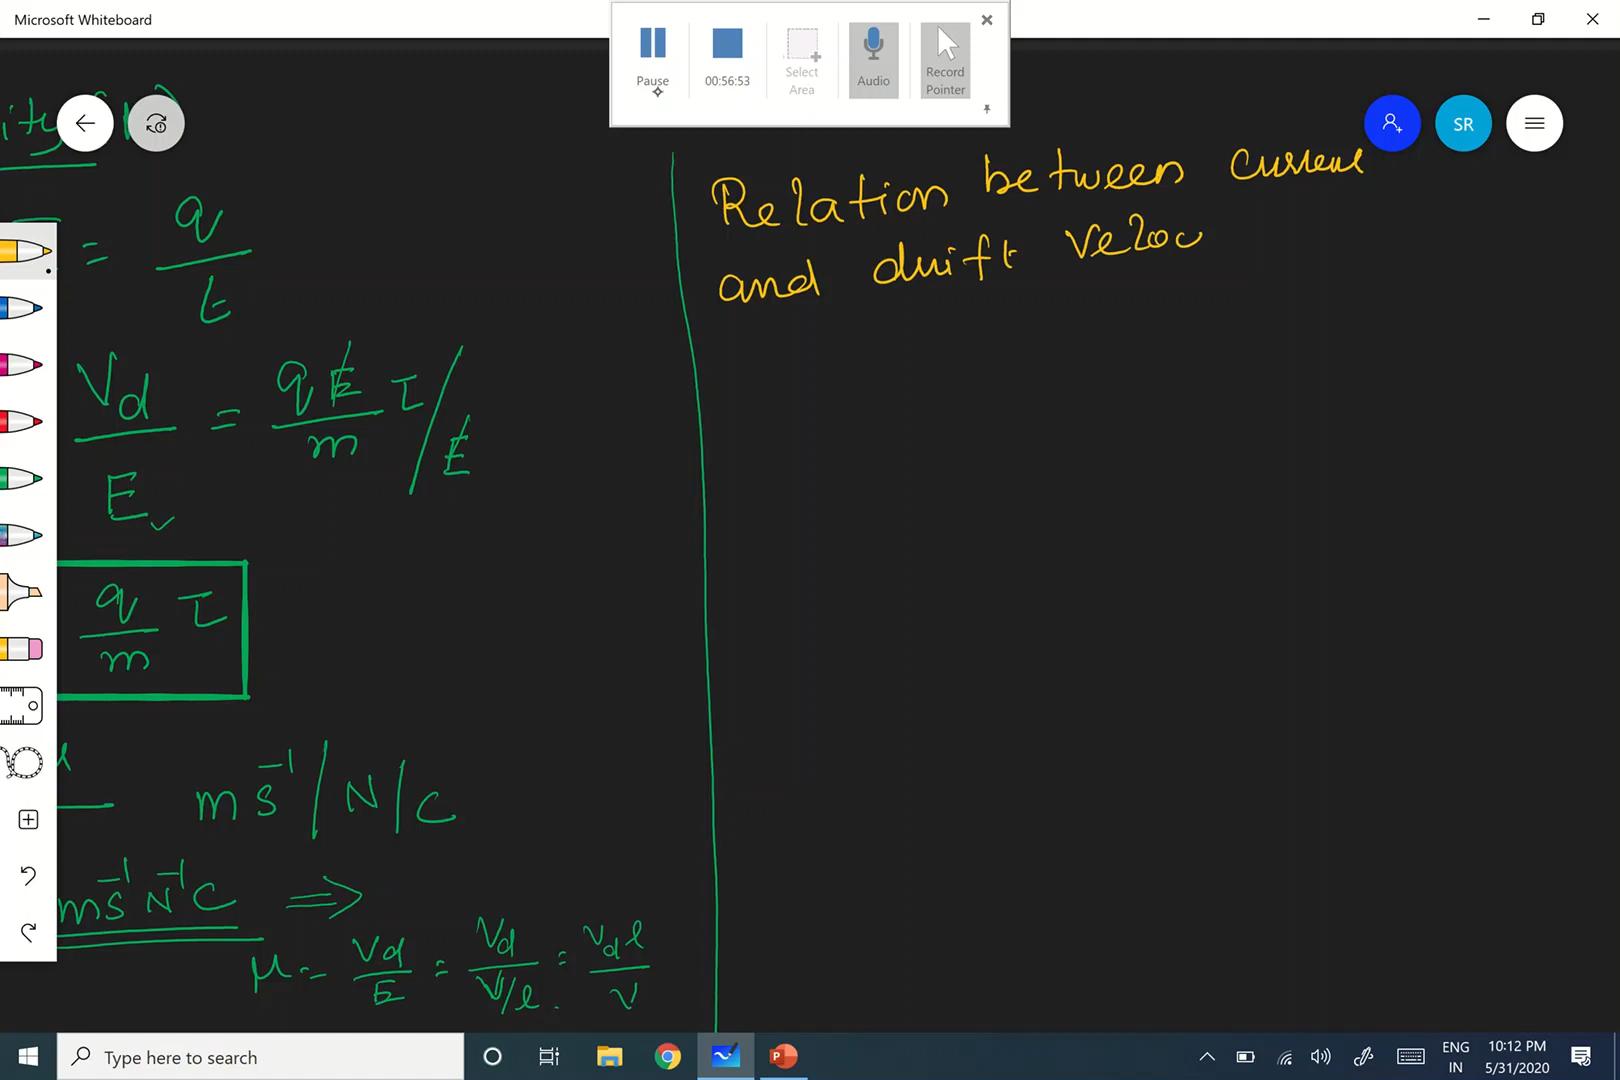 Microsoft Whiteboard
Pause
00:56:53
Select
Area
Audio
Record
Pointer
SR
= q
t
Vd = qE τ / E
E m
q τ
m
m s⁻¹ / N / C
ms⁻¹ N⁻¹ C ⇒
μ = Vd = Vd = Vd l
E V/l V
Relation between current
and drift veloc
Type here to search
ENG
IN
10:12 PM
5/31/2020